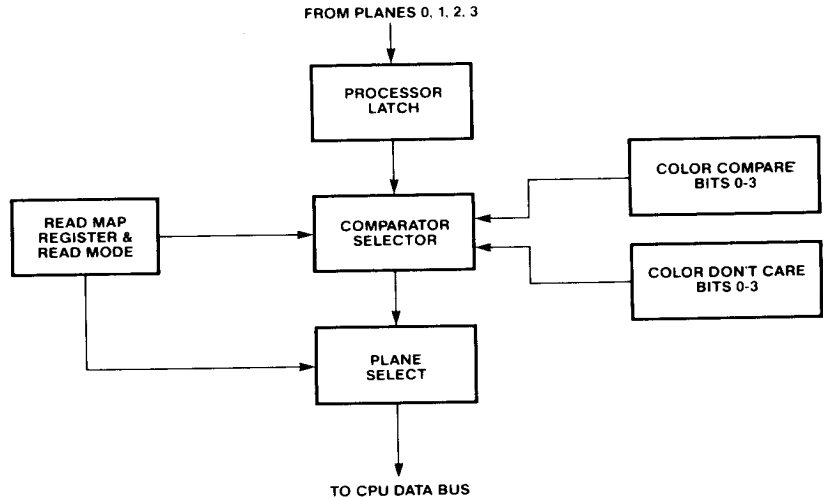 FROM PLANES 0, 1, 2, 3
PROCESSOR
LATCH
COLOR COMPARE
BITS 0-3
READ MAP
REGISTER &
READ MODE
COMPARATOR
SELECTOR
COLOR DON'T CARE
BITS 0-3
PLANE
SELECT
TO CPU DATA BUS